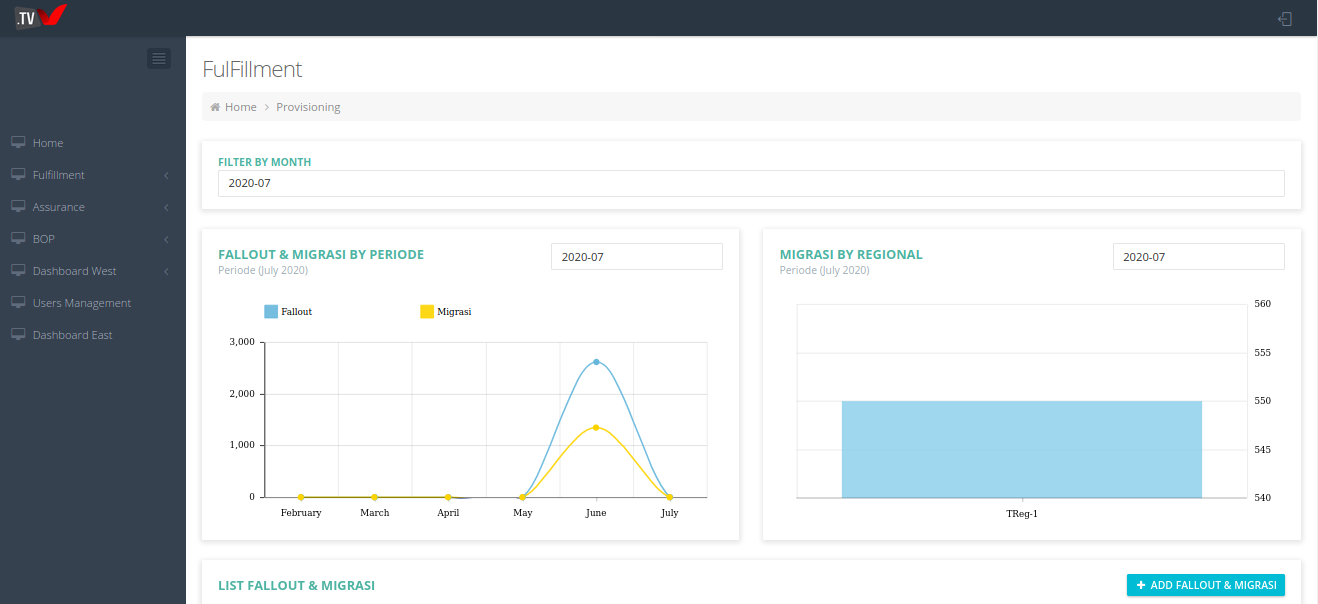 .TV
FulFillment
Home > Provisioning
Home
Fulfillment
Assurance
BOP
Dashboard West
Users Management
Dashboard East
FILTER BY MONTH
2020-07
FALLOUT & MIGRASI BY PERIODE
2020-07
Periode (July 2020)
Fallout
Migrasi
3,000
2,000
1,000
0
February March April May June July
MIGRASI BY REGIONAL
2020-07
Periode (July 2020)
560
555
550
545
540
TReg-1
LIST FALLOUT & MIGRASI
+ ADD FALLOUT & MIGRASI